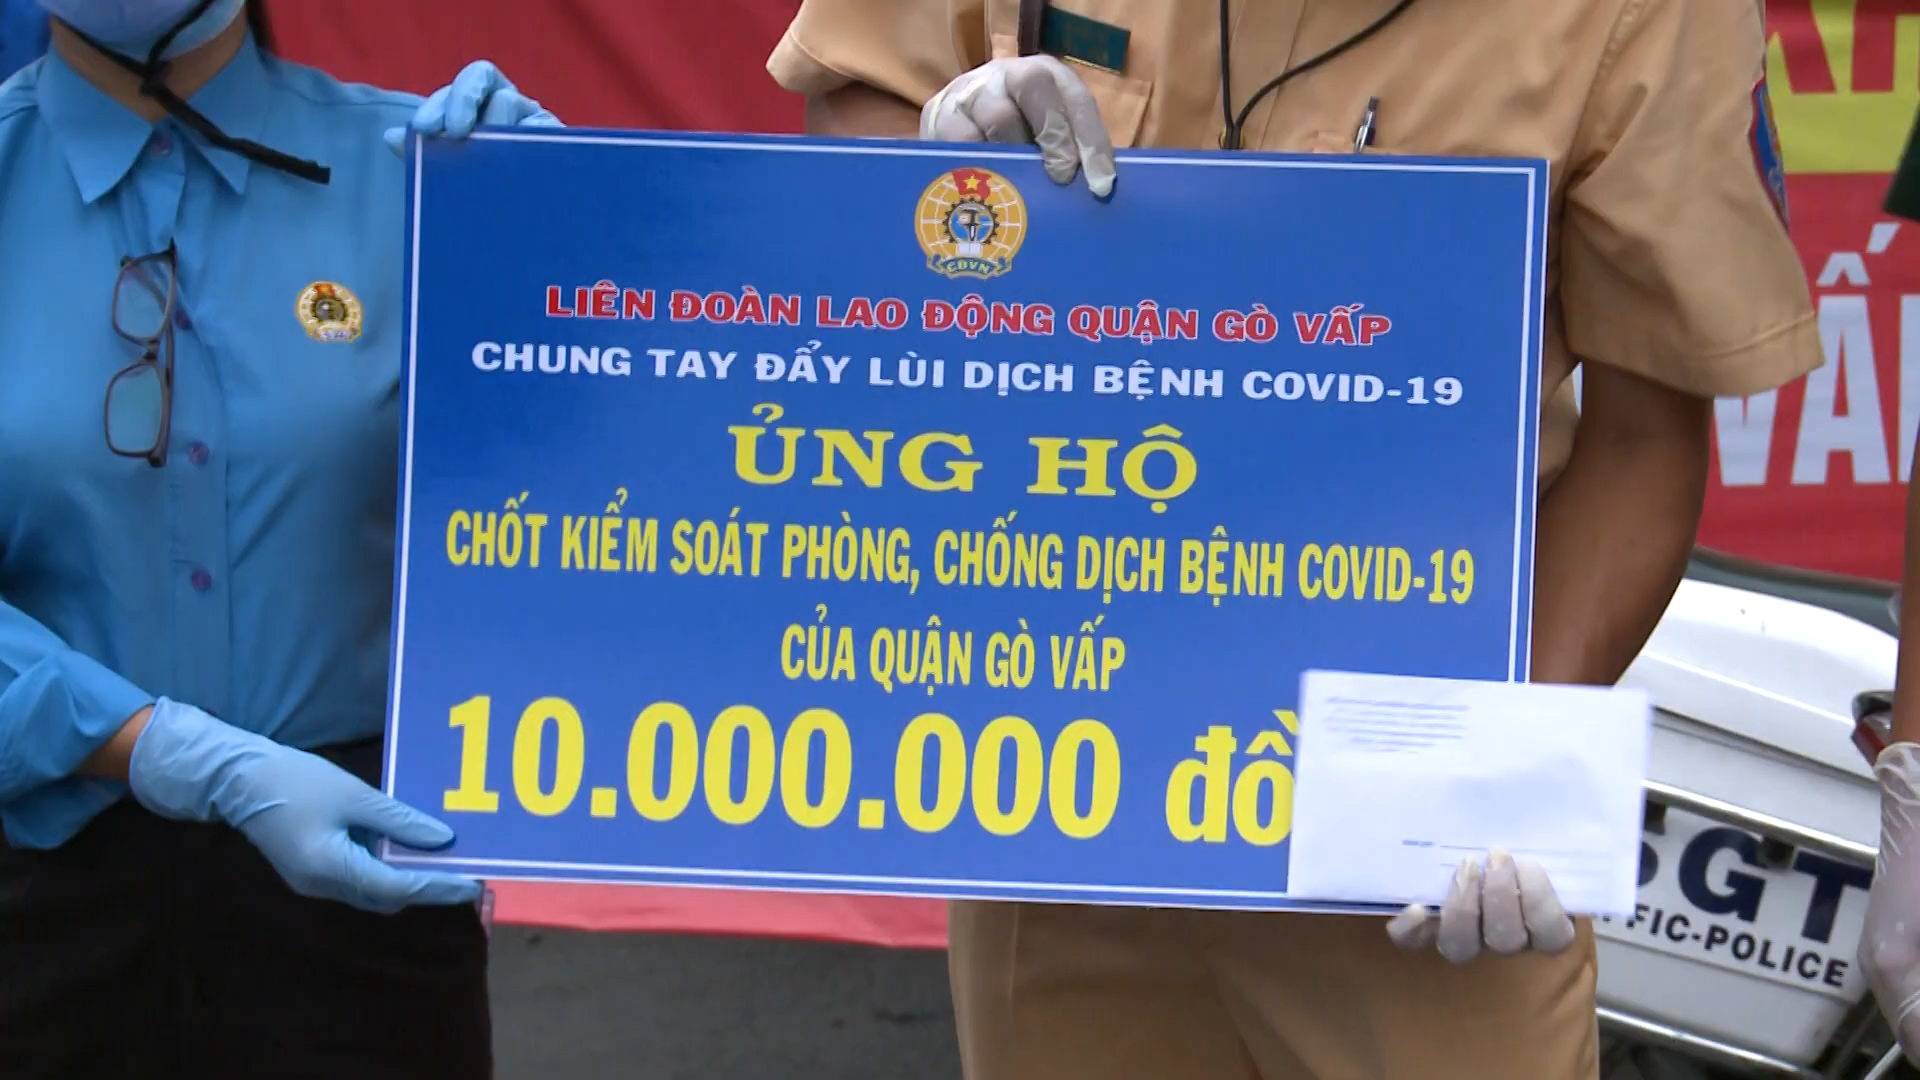 CĐVN
LIÊN ĐOÀN LAO ĐỘNG QUẬN GÒ VẤP
CHUNG TAY ĐẨY LÙI DỊCH BỆNH COVID-19
ỦNG HỘ
CHỐT KIỂM SOÁT PHÒNG, CHỐNG DỊCH BỆNH COVID-19
CỦA QUẬN GÒ VẤP
10.000.000 đồ
VẤ
SGT
FFIC-POLICE